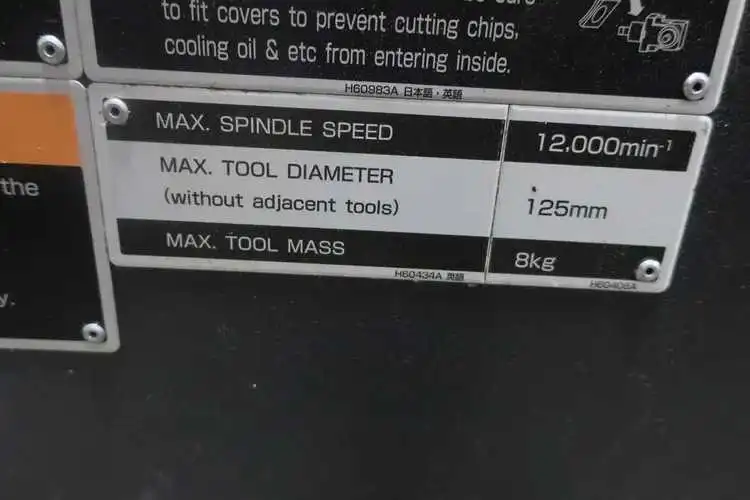 to fit covers to prevent cutting chips,
cooling oil & etc from entering inside.
H60983A 日本語・英語
the
y.
MAX. SPINDLE SPEED 12,000min-1
MAX. TOOL DIAMETER
(without adjacent tools) 125mm
MAX. TOOL MASS 8kg
H60434A 英語
H60406A